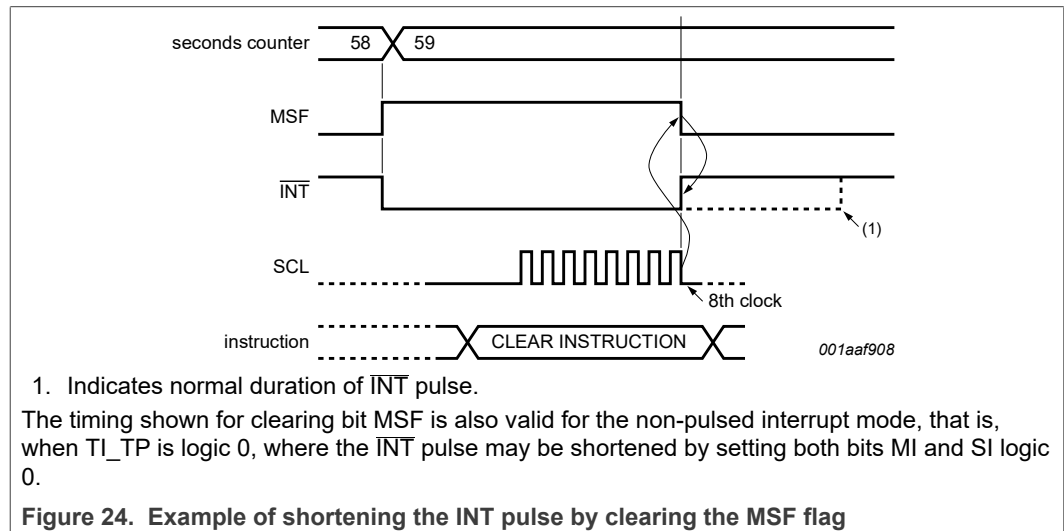 seconds counter 58 59
MSF
INT
(1)
SCL
8th clock
instruction CLEAR INSTRUCTION
001aaf908
1. Indicates normal duration of INT pulse.
The timing shown for clearing bit MSF is also valid for the non-pulsed interrupt mode, that is,
when TI_TP is logic 0, where the INT pulse may be shortened by setting both bits MI and SI logic
0.
Figure 24. Example of shortening the INT pulse by clearing the MSF flag